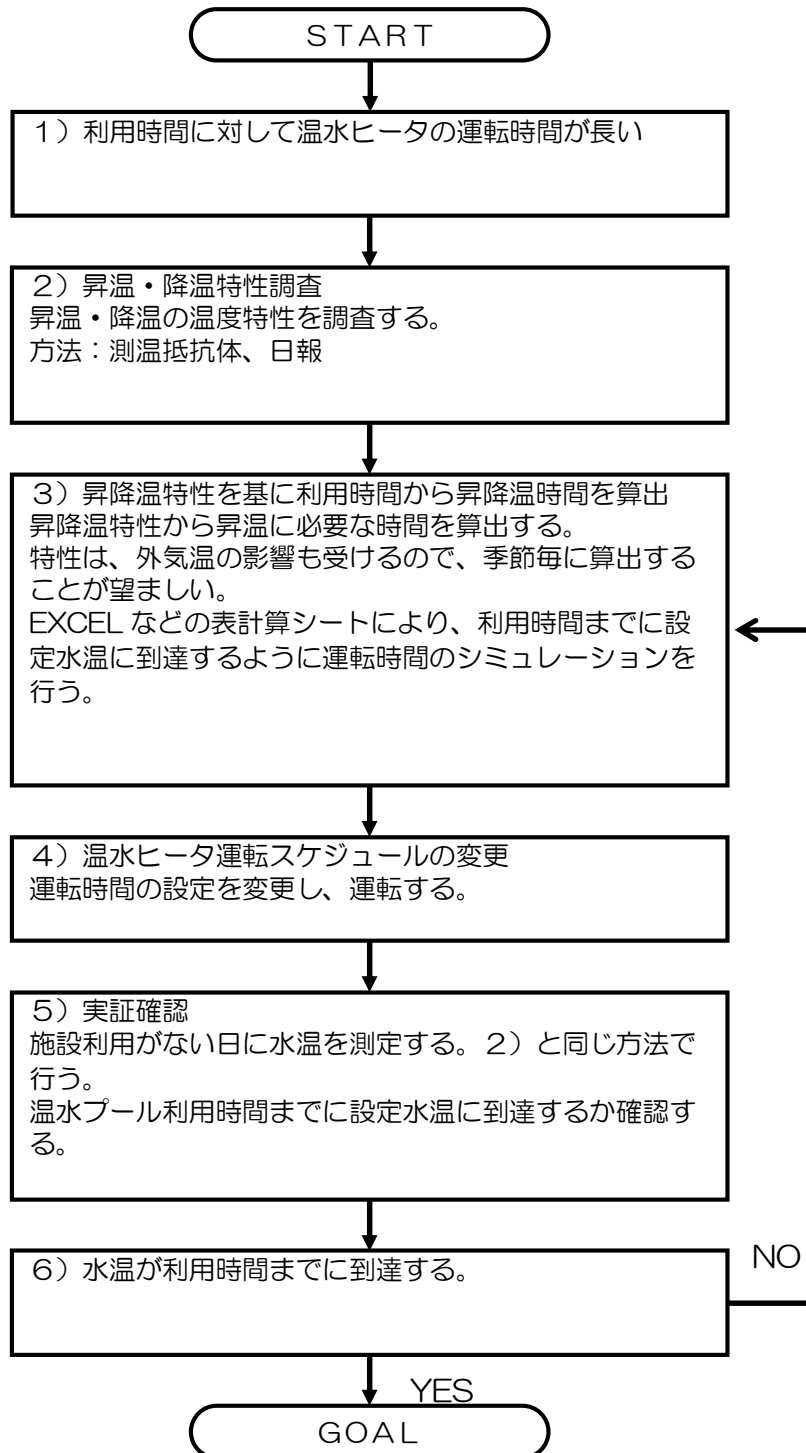 START
１）利用時間に対して温水ヒータの運転時間が長い
２）昇温・降温特性調査
昇温・降温の温度特性を調査する。
方法：測温抵抗体、日報
３）昇降温特性を基に利用時間から昇降温時間を算出
昇降温特性から昇温に必要な時間を算出する。
特性は、外気温の影響も受けるので、季節毎に算出する
ことが望ましい。
EXCEL などの表計算シートにより、利用時間までに設
定水温に到達するように運転時間のシミュレーションを
行う。
４）温水ヒータ運転スケジュールの変更
運転時間の設定を変更し、運転する。
５）実証確認
施設利用がない日に水温を測定する。２）と同じ方法で
行う。
温水プール利用時間までに設定水温に到達するか確認す
る。
６）水温が利用時間までに到達する。
NO
YES
GOAL